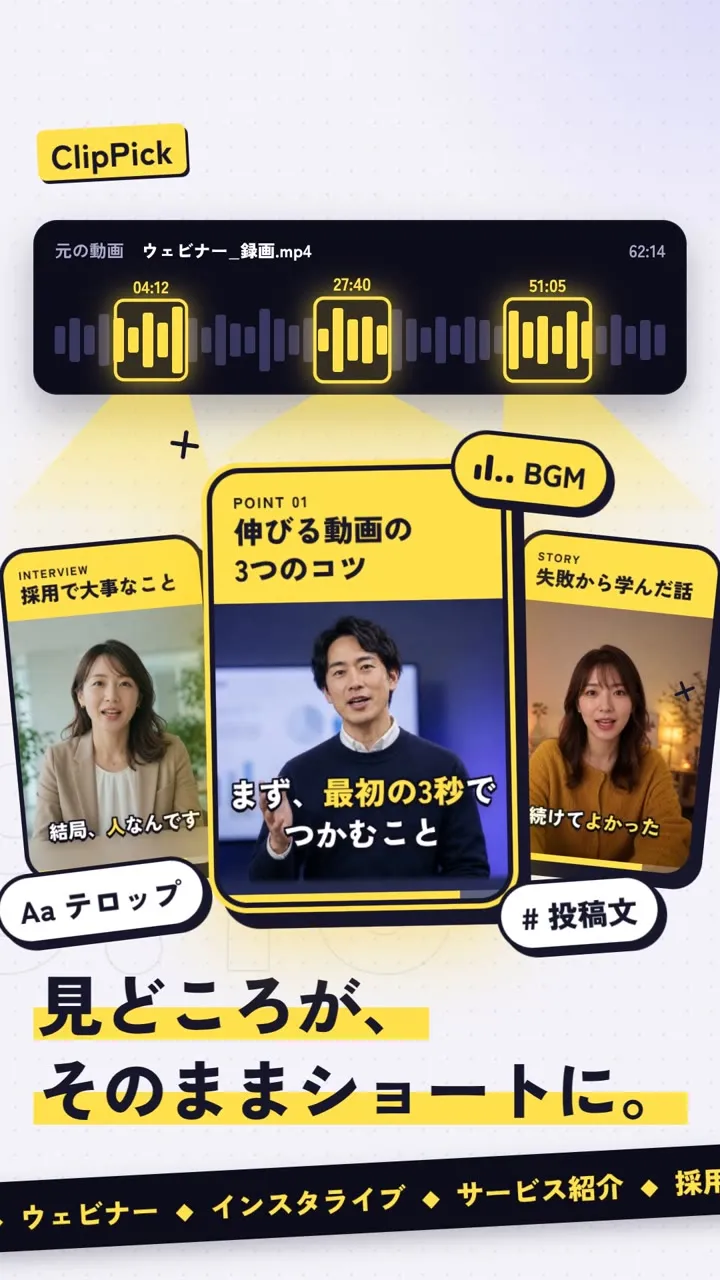 ClipPick
元の動画 ウェビナー_録画.mp4 62:14
04:12 27:40 51:05
BGM
POINT 01
伸びる動画の
3つのコツ
まず、最初の3秒で
つかむこと
INTERVIEW
採用で大事なこと
結局、人なんです
STORY
失敗から学んだ話
続けてよかった
Aa テロップ
# 投稿文
見どころが、
そのままショートに。
ウェビナー ◆ インスタライブ ◆ サービス紹介 ◆ 採用